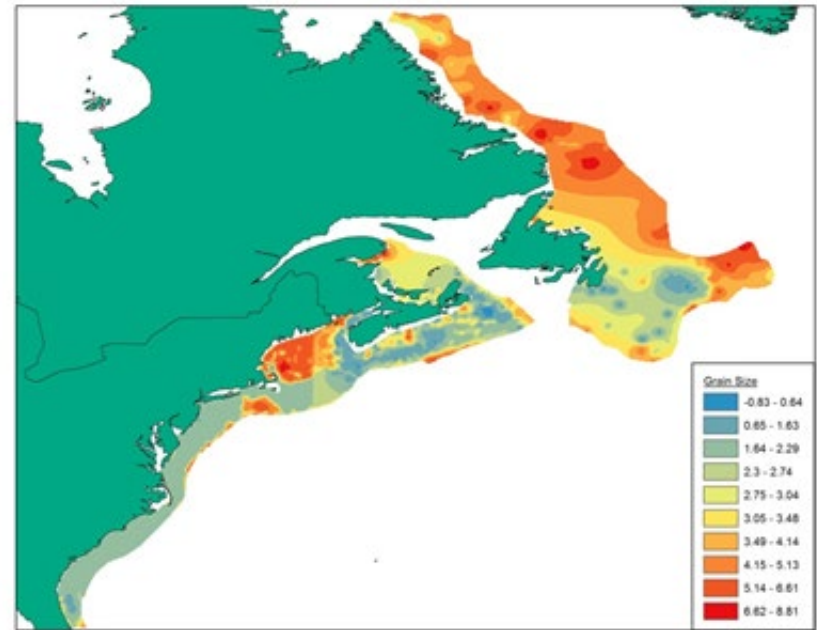 Grain Size
-0.83 - 0.64
0.65 - 1.63
1.64 - 2.29
2.3 - 2.74
2.75 - 3.04
3.05 - 3.48
3.49 - 4.14
4.15 - 5.13
5.14 - 6.61
6.62 - 8.81